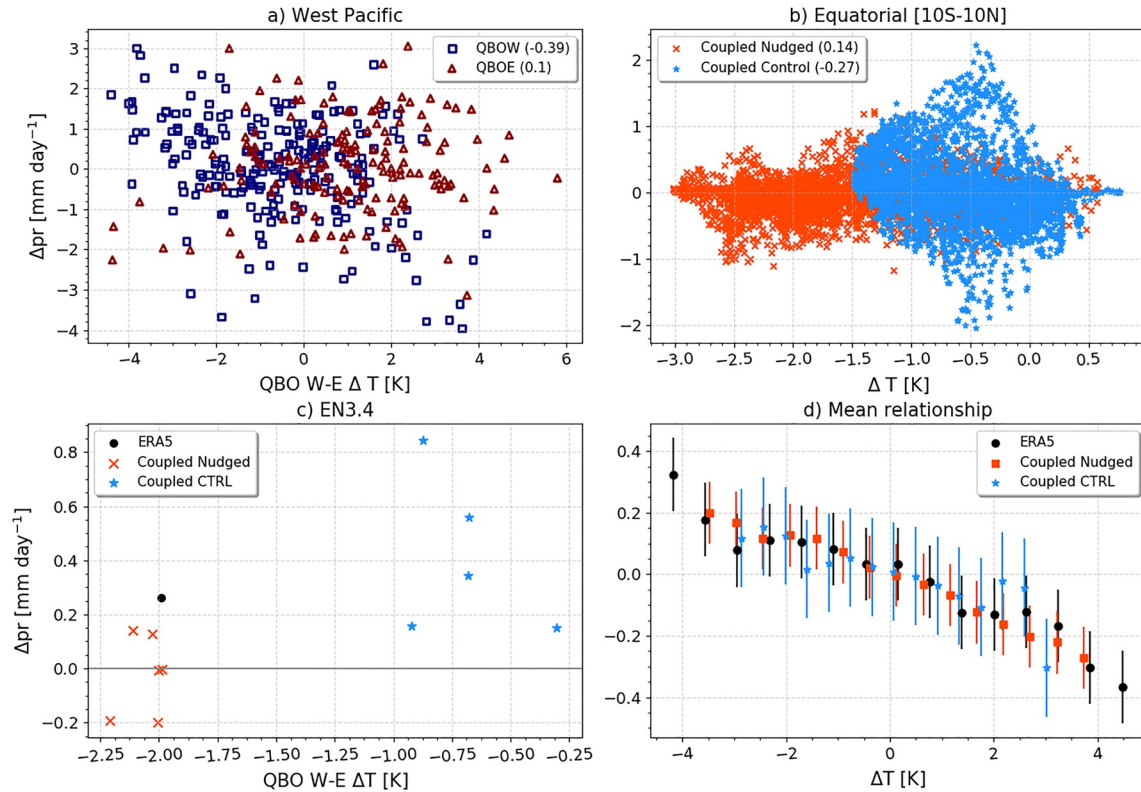 a) West Pacific
QBOW (-0.39)
QBOE (0.1)
3
2
1
0
−1
−2
−3
−4
Δpr [mm day⁻¹]
−4 −2 0 2 4 6
QBO W-E Δ T [K]
b) Equatorial [10S-10N]
Coupled Nudged (0.14)
Coupled Control (-0.27)
2
1
0
−1
−2
−3.0 −2.5 −2.0 −1.5 −1.0 −0.5 0.0 0.5
Δ T [K]
c) EN3.4
ERA5
Coupled Nudged
Coupled CTRL
0.8
0.6
0.4
0.2
0.0
−0.2
Δpr [mm day⁻¹]
−2.25 −2.00 −1.75 −1.50 −1.25 −1.00 −0.75 −0.50 −0.25
QBO W-E ΔT [K]
d) Mean relationship
ERA5
Coupled Nudged
Coupled CTRL
0.4
0.2
0.0
−0.2
−0.4
−4 −2 0 2 4
ΔT [K]